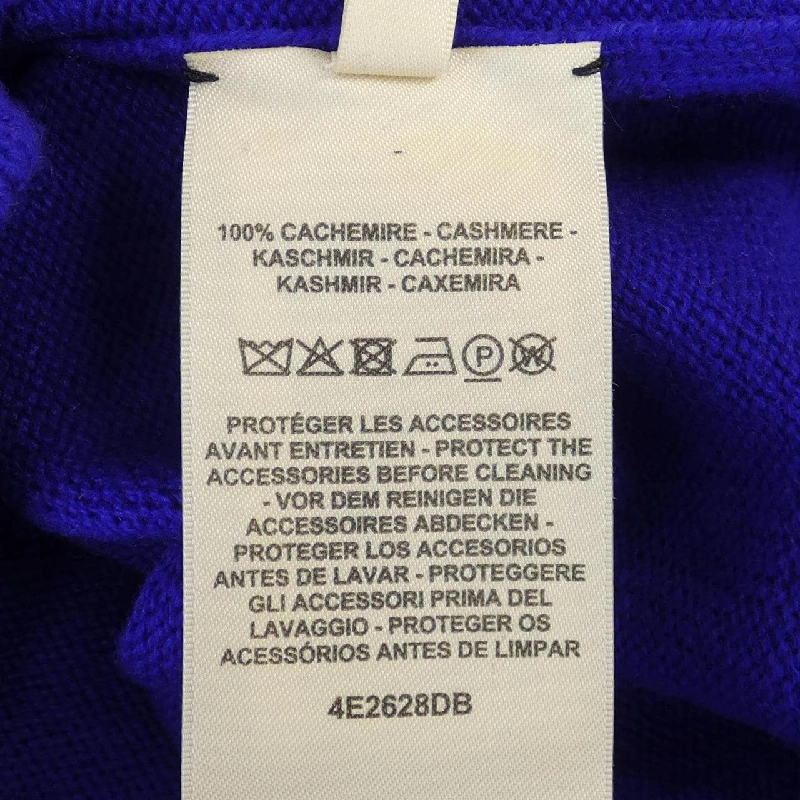 100% CACHEMIRE - CASHMERE -
KASCHMIR - CACHEMIRA -
KASHMIR - CAXEMIRA
P W
PROTÉGER LES ACCESSOIRES
AVANT ENTRETIEN - PROTECT THE
ACCESSORIES BEFORE CLEANING
- VOR DEM REINIGEN DIE
ACCESSOIRES ABDECKEN -
PROTEGER LOS ACCESORIOS
ANTES DE LAVAR - PROTEGGERE
GLI ACCESSORI PRIMA DEL
LAVAGGIO - PROTEGER OS
ACESSÓRIOS ANTES DE LIMPAR
4E2628DB